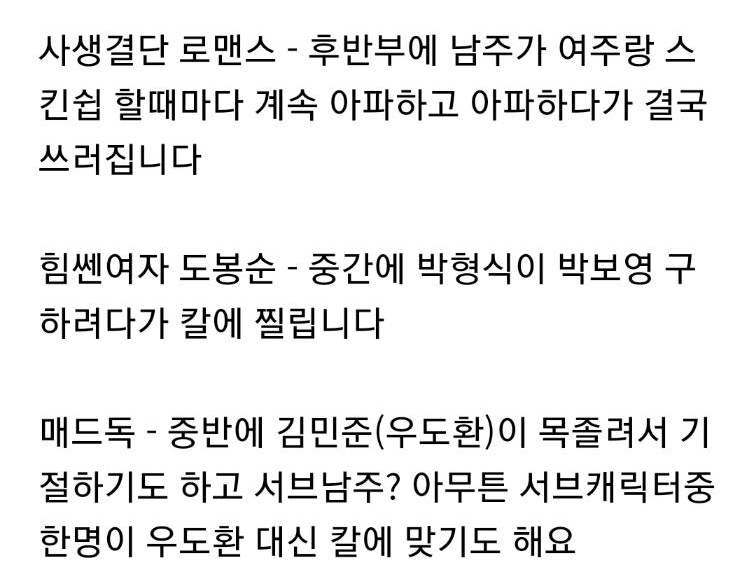 사생결단 로맨스 - 후반부에 남주가 여주랑 스
킨쉽 할때마다 계속 아파하고 아파하다가 결국
쓰러집니다
힘쎈여자 도봉순 - 중간에 박형식이 박보영 구
하려다가 칼에 찔립니다
매드독 - 중반에 김민준(우도환)이 목졸려서 기
절하기도 하고 서브남주? 아무튼 서브캐릭터중
한명이 우도환 대신 칼에 맞기도 해요